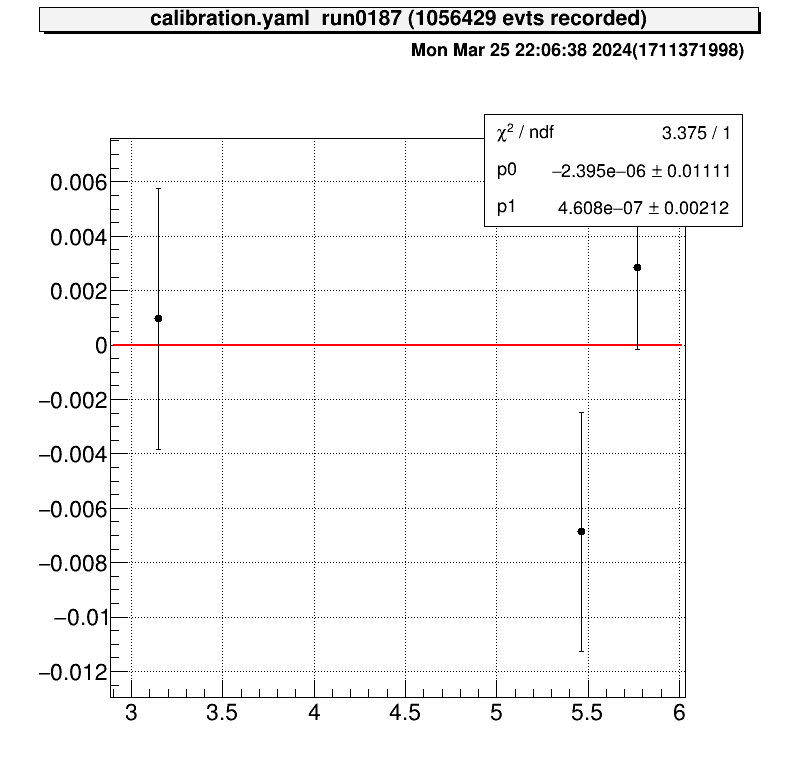 calibration.yaml run0187 (1056429 evts recorded)
Mon Mar 25 22:06:38 2024(1711371998)
χ² / ndf 3.375 / 1
p0 −2.395e−06 ± 0.01111
p1 4.608e−07 ± 0.00212
0.006
0.004
0.002
0
−0.002
−0.004
−0.006
−0.008
−0.01
−0.012
3 3.5 4 4.5 5 5.5 6